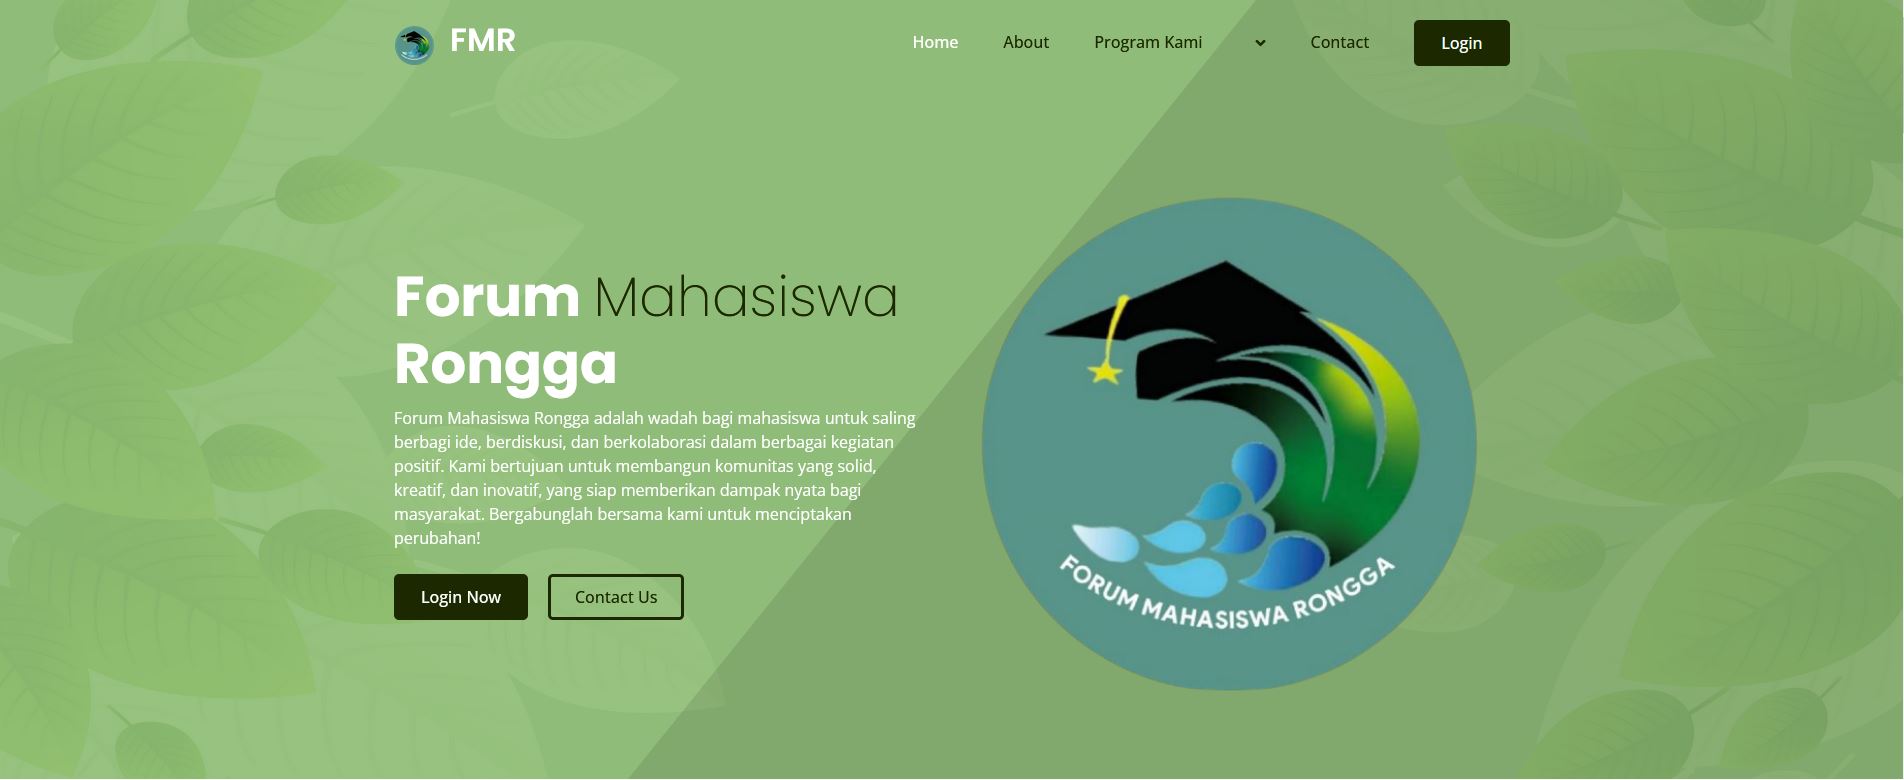 FMR
Home About Program Kami Contact Login
Forum Mahasiswa
Rongga
Forum Mahasiswa Rongga adalah wadah bagi mahasiswa untuk saling
berbagi ide, berdiskusi, dan berkolaborasi dalam berbagai kegiatan
positif. Kami bertujuan untuk membangun komunitas yang solid,
kreatif, dan inovatif, yang siap memberikan dampak nyata bagi
masyarakat. Bergabunglah bersama kami untuk menciptakan
perubahan!
Login Now Contact Us
FORUM MAHASISWA RONGGA